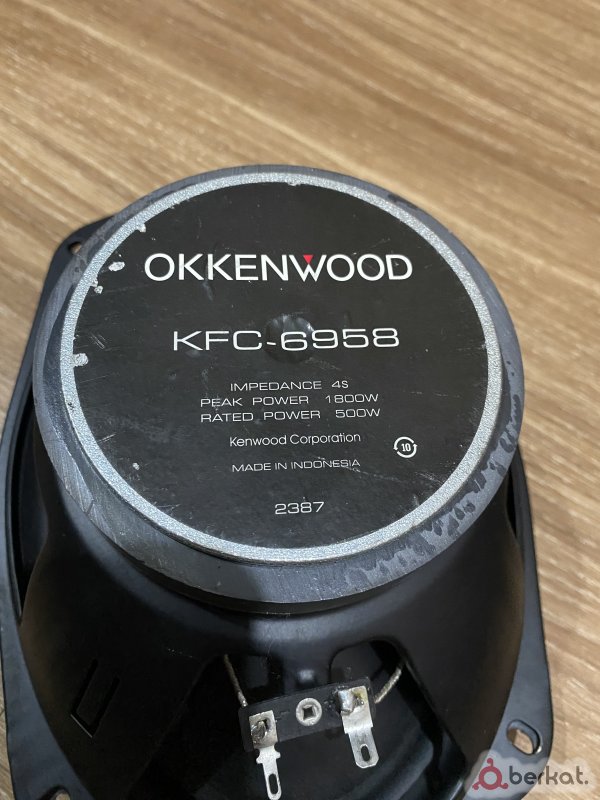 OKKENWOOD
KFC-6958
IMPEDANCE 4S
PEAK POWER 1800W
RATED POWER 500W
Kenwood Corporation
10
MADE IN INDONESIA
2387
berkat.